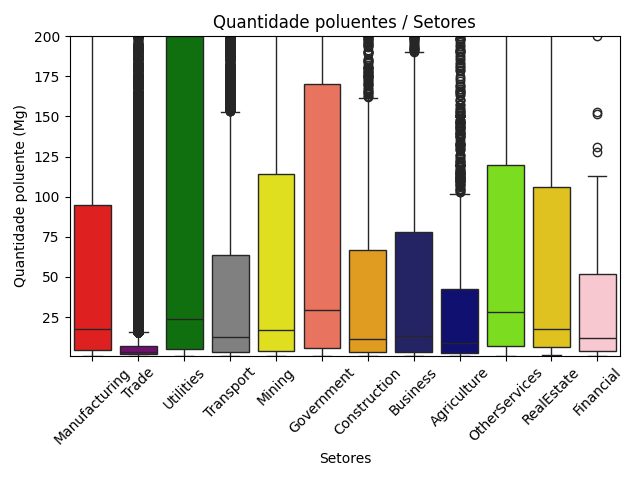 Quantidade poluentes / Setores
200
175
150
125
100
75
50
25
Quantidade poluente (Mg)
Manufacturing
Trade
Utilities
Transport
Mining
Government
Construction
Business
Agriculture
OtherServices
RealEstate
Financial
Setores